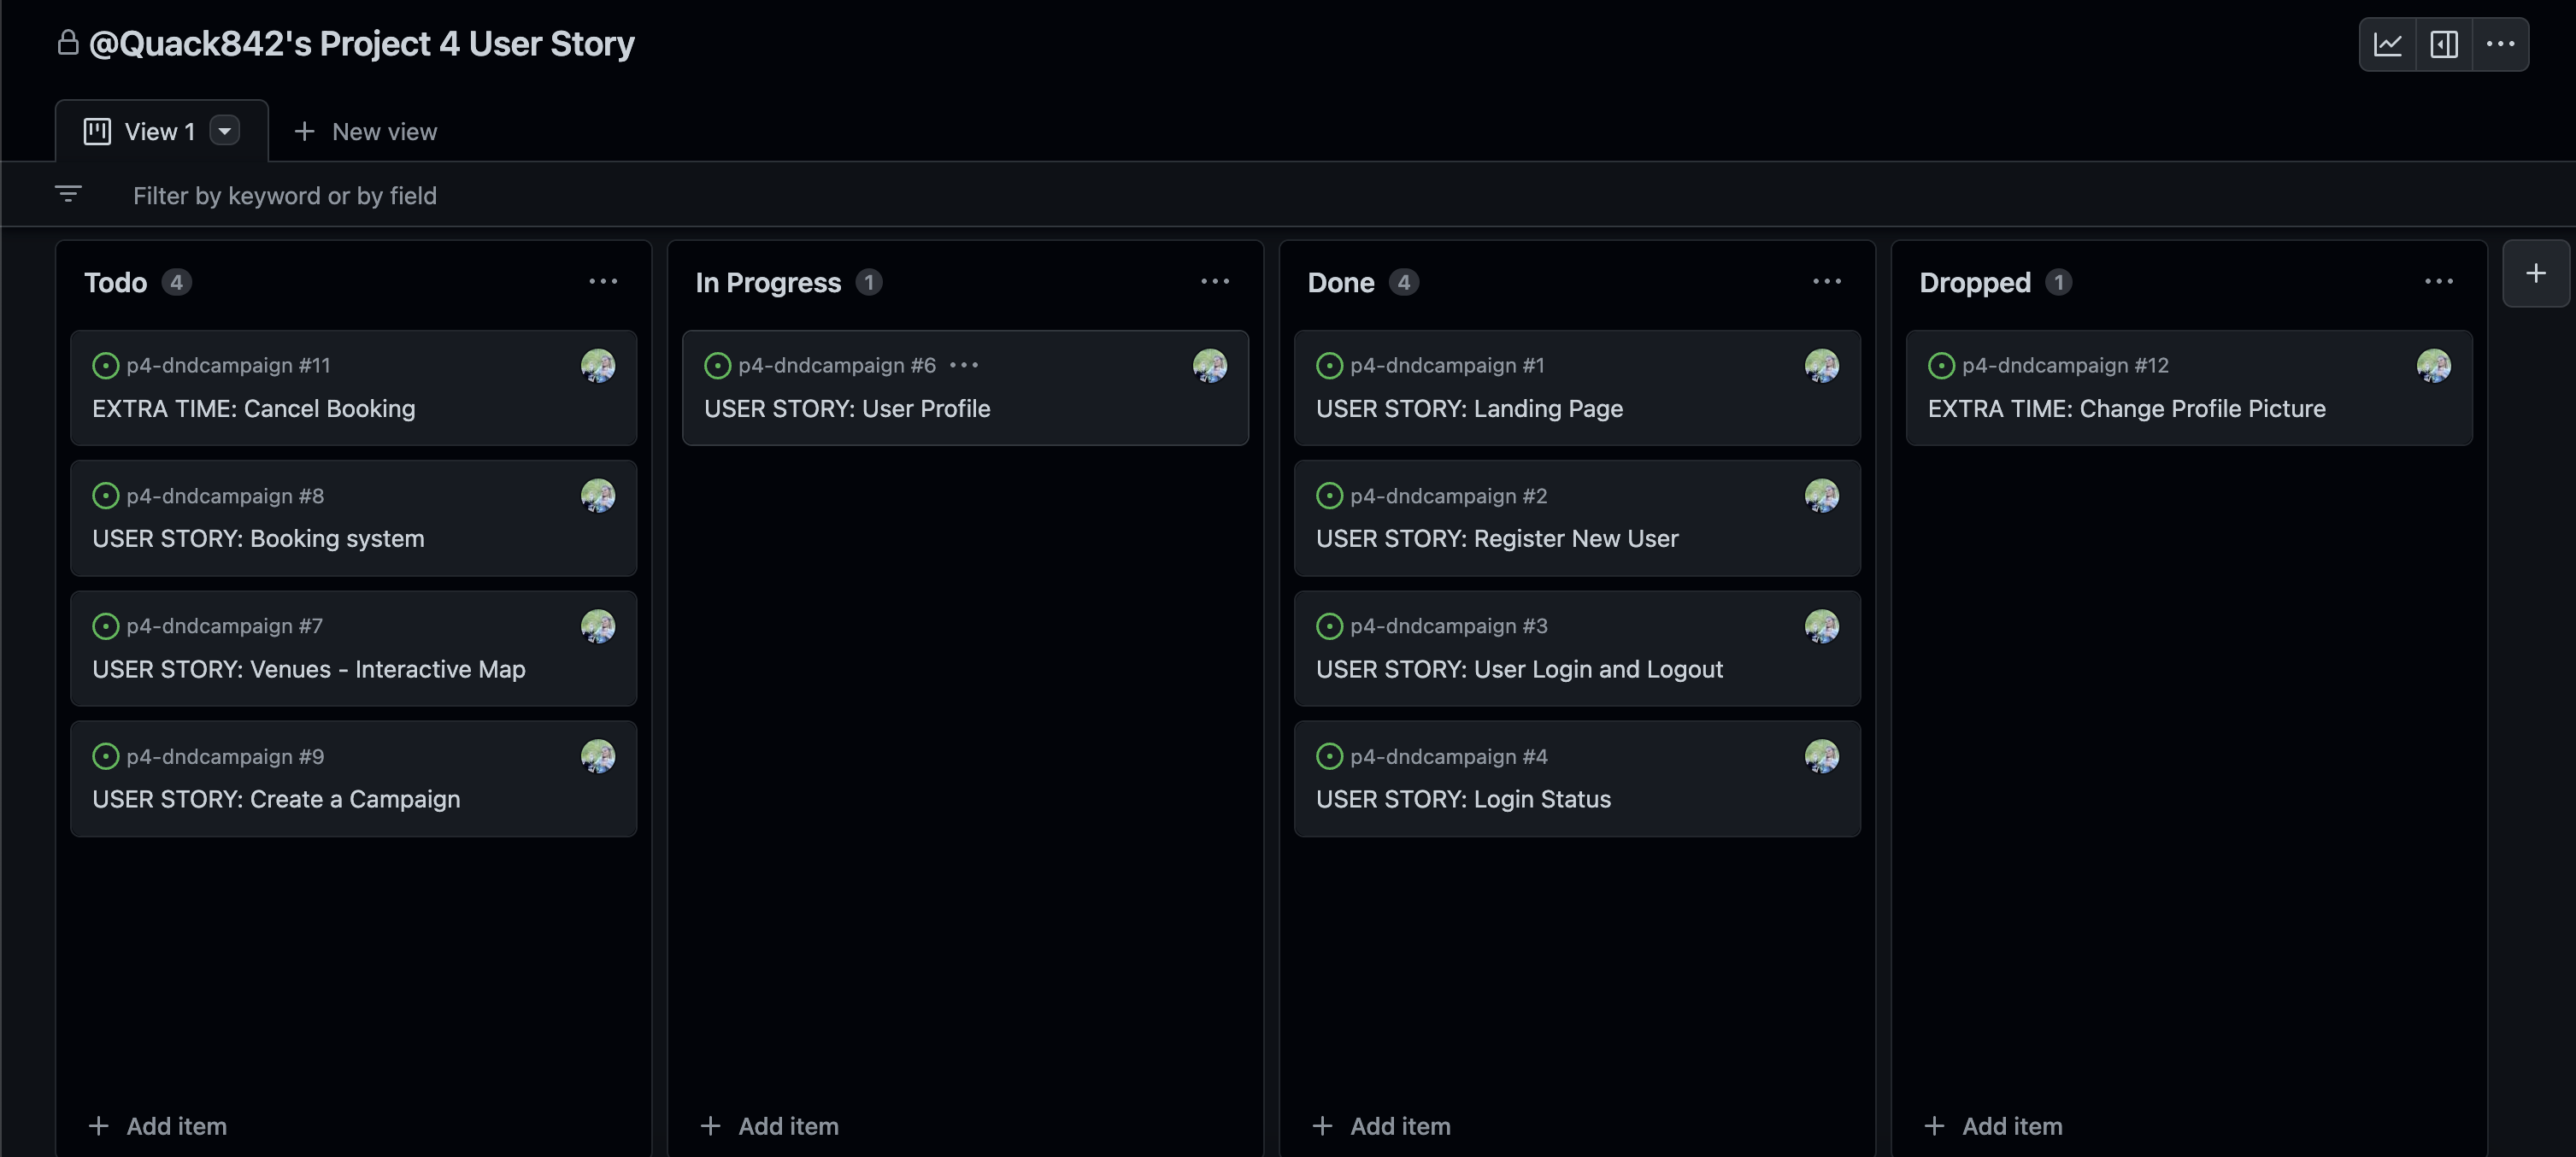 @Quack842's Project 4 User Story
View 1
New view
Filter by keyword or by field
Todo 4
p4-dndcampaign #11
EXTRA TIME: Cancel Booking
p4-dndcampaign #8
USER STORY: Booking system
p4-dndcampaign #7
USER STORY: Venues - Interactive Map
p4-dndcampaign #9
USER STORY: Create a Campaign
Add item
In Progress 1
p4-dndcampaign #6
USER STORY: User Profile
Add item
Done 4
p4-dndcampaign #1
USER STORY: Landing Page
p4-dndcampaign #2
USER STORY: Register New User
p4-dndcampaign #3
USER STORY: User Login and Logout
p4-dndcampaign #4
USER STORY: Login Status
Add item
Dropped 1
p4-dndcampaign #12
EXTRA TIME: Change Profile Picture
Add item